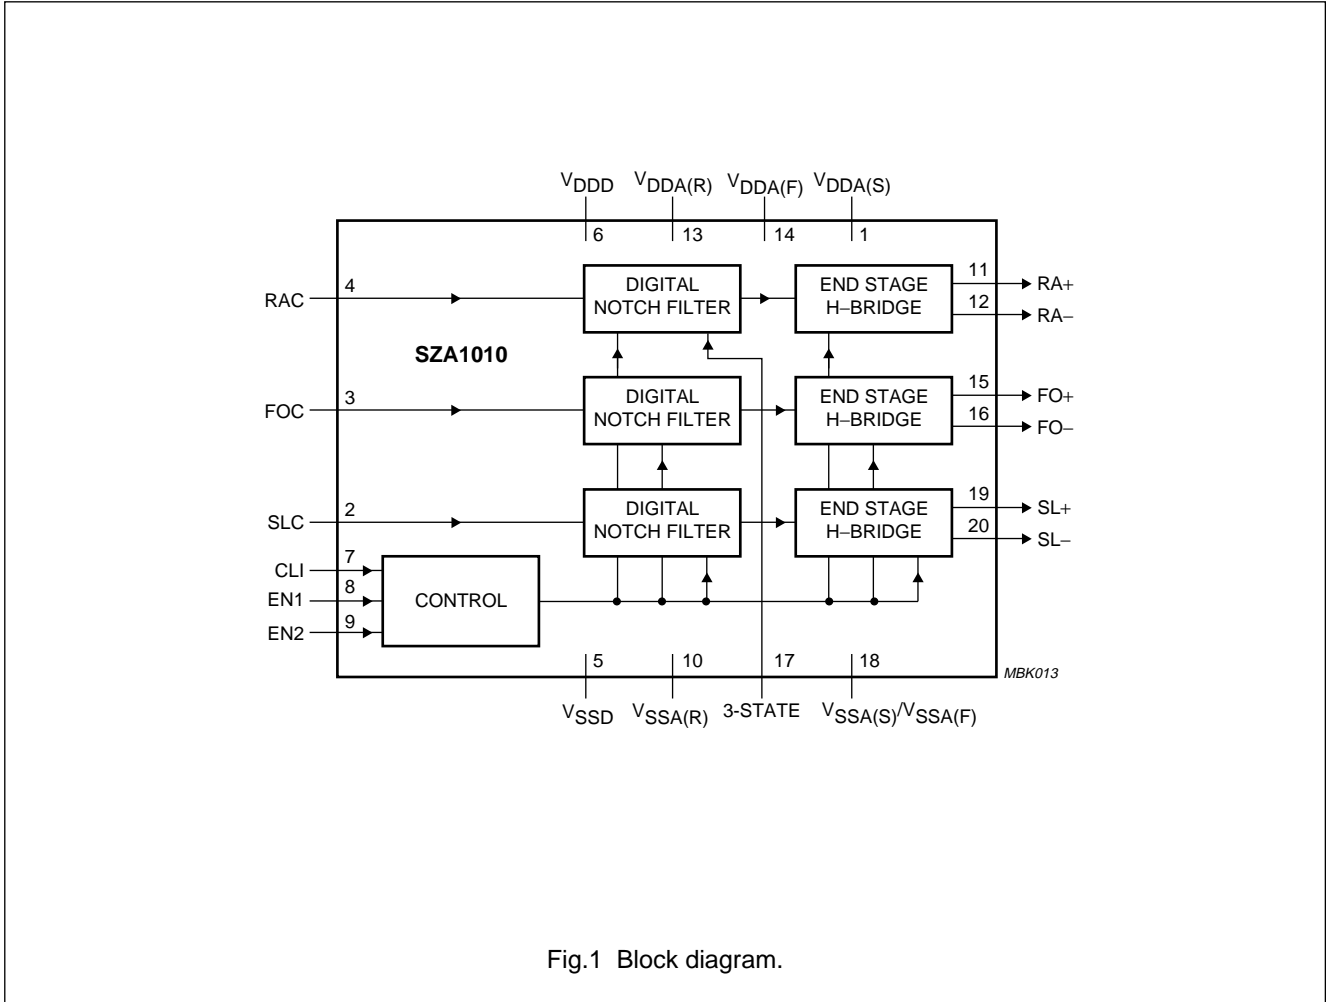 VDDD VDDA(R) VDDA(F) VDDA(S)
6 13 14 1
RAC 4 DIGITAL NOTCH FILTER END STAGE H–BRIDGE 11 RA+
12 RA−
SZA1010
FOC 3 DIGITAL NOTCH FILTER END STAGE H–BRIDGE 15 FO+
16 FO−
SLC 2 DIGITAL NOTCH FILTER END STAGE H–BRIDGE 19 SL+
20 SL−
CLI 7
EN1 8 CONTROL
EN2 9
5 10 17 18
MBK013
VSSD VSSA(R) 3-STATE VSSA(S)/VSSA(F)
Fig.1 Block diagram.